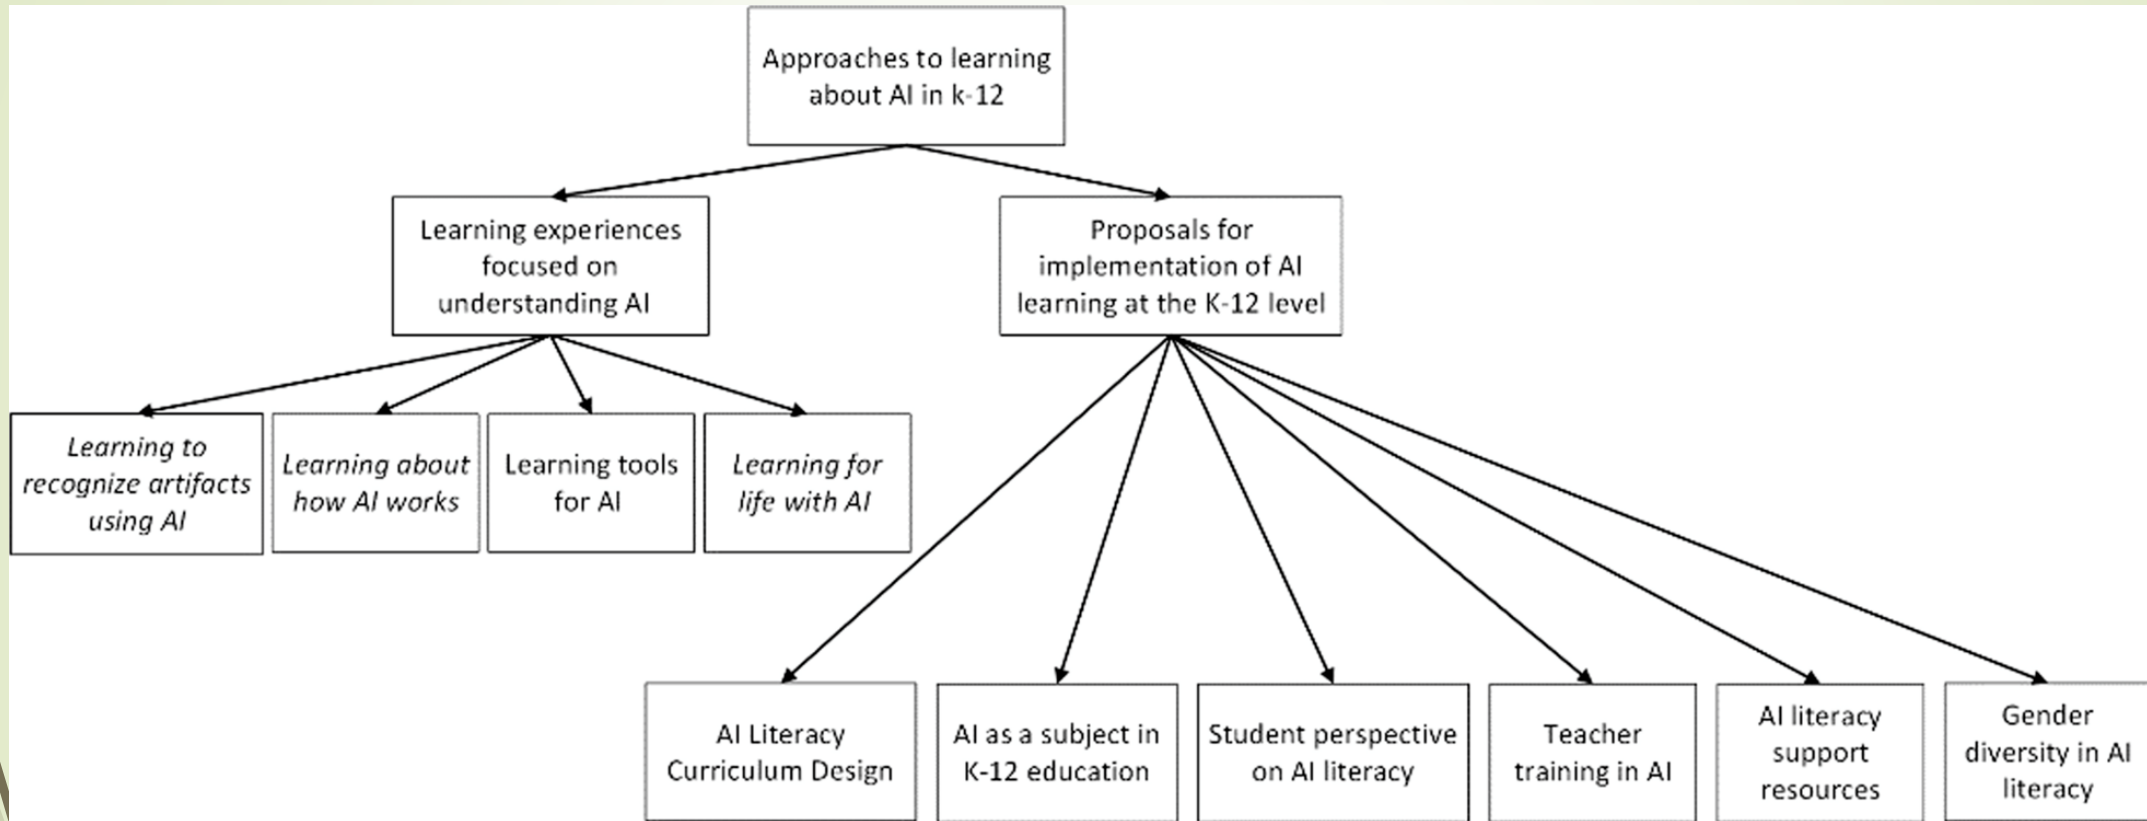 Approaches to learning
about AI in k-12
Learning experiences
focused on
understanding AI
Proposals for
implementation of AI
learning at the K-12 level
Learning to
recognize artifacts
using AI
Learning about
how AI works
Learning tools
for AI
Learning for
life with AI
AI Literacy
Curriculum Design
AI as a subject in
K-12 education
Student perspective
on AI literacy
Teacher
training in AI
AI literacy
support
resources
Gender
diversity in AI
literacy